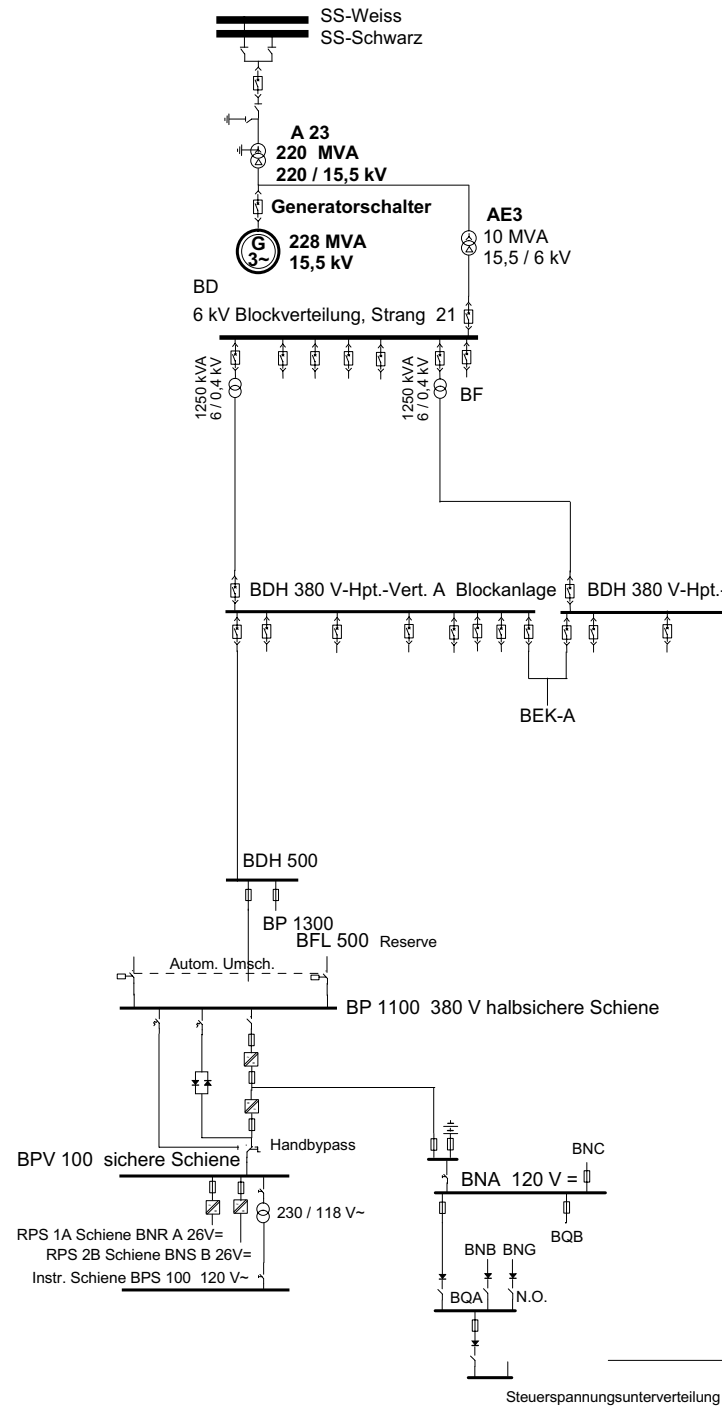 SS-Weiss
SS-Schwarz
A 23
220 MVA
220 / 15,5 kV
Generatorschalter
G
3~
228 MVA
15,5 kV
AE3
10 MVA
15,5 / 6 kV
BD
6 kV Blockverteilung, Strang 21
1250 kVA
6 / 0,4 kV
1250 kVA
6 / 0,4 kV
BF
BDH 380 V-Hpt.-Vert. A Blockanlage
BDH 380 V-Hpt.-
BEK-A
BDH 500
BP 1300
BFL 500 Reserve
Autom. Umsch.
BP 1100 380 V halbsichere Schiene
Handbypass
BPV 100 sichere Schiene
BNC
BNA 120 V =
230 / 118 V~
RPS 1A Schiene BNR A 26V=
RPS 2B Schiene BNS B 26V=
Instr. Schiene BPS 100 120 V~
BQB
BNB
BNG
BQA
N.O.
Steuerspannungsunterverteilung